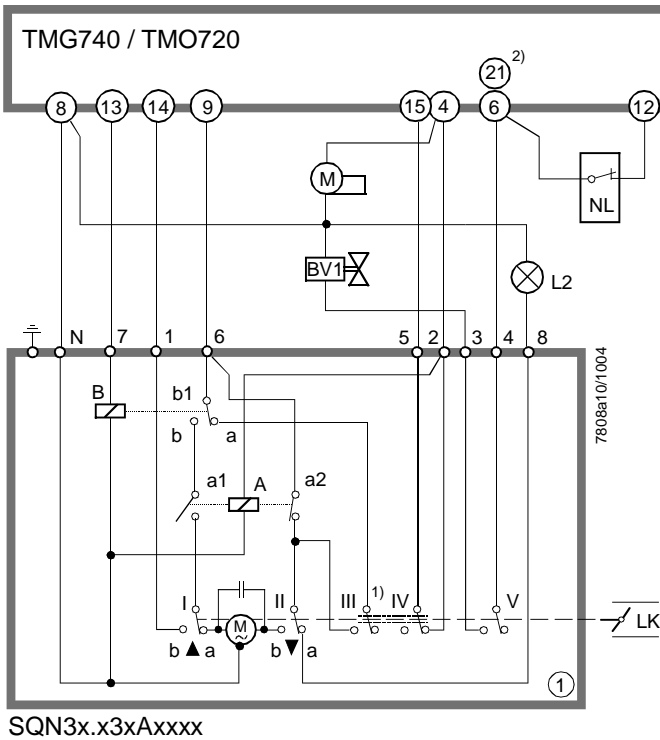 TMG740 / TMO720
21 2)
8 13 14 9 15 4 6 12
M
NL
BV1
L2
N 7 1 6 5 2 3 4 8
B b1
b a
a1 A a2
I II III 1) IV V
M
~
b a b a
LK
1
7808a10/1004
SQN3x.x3xAxxxx